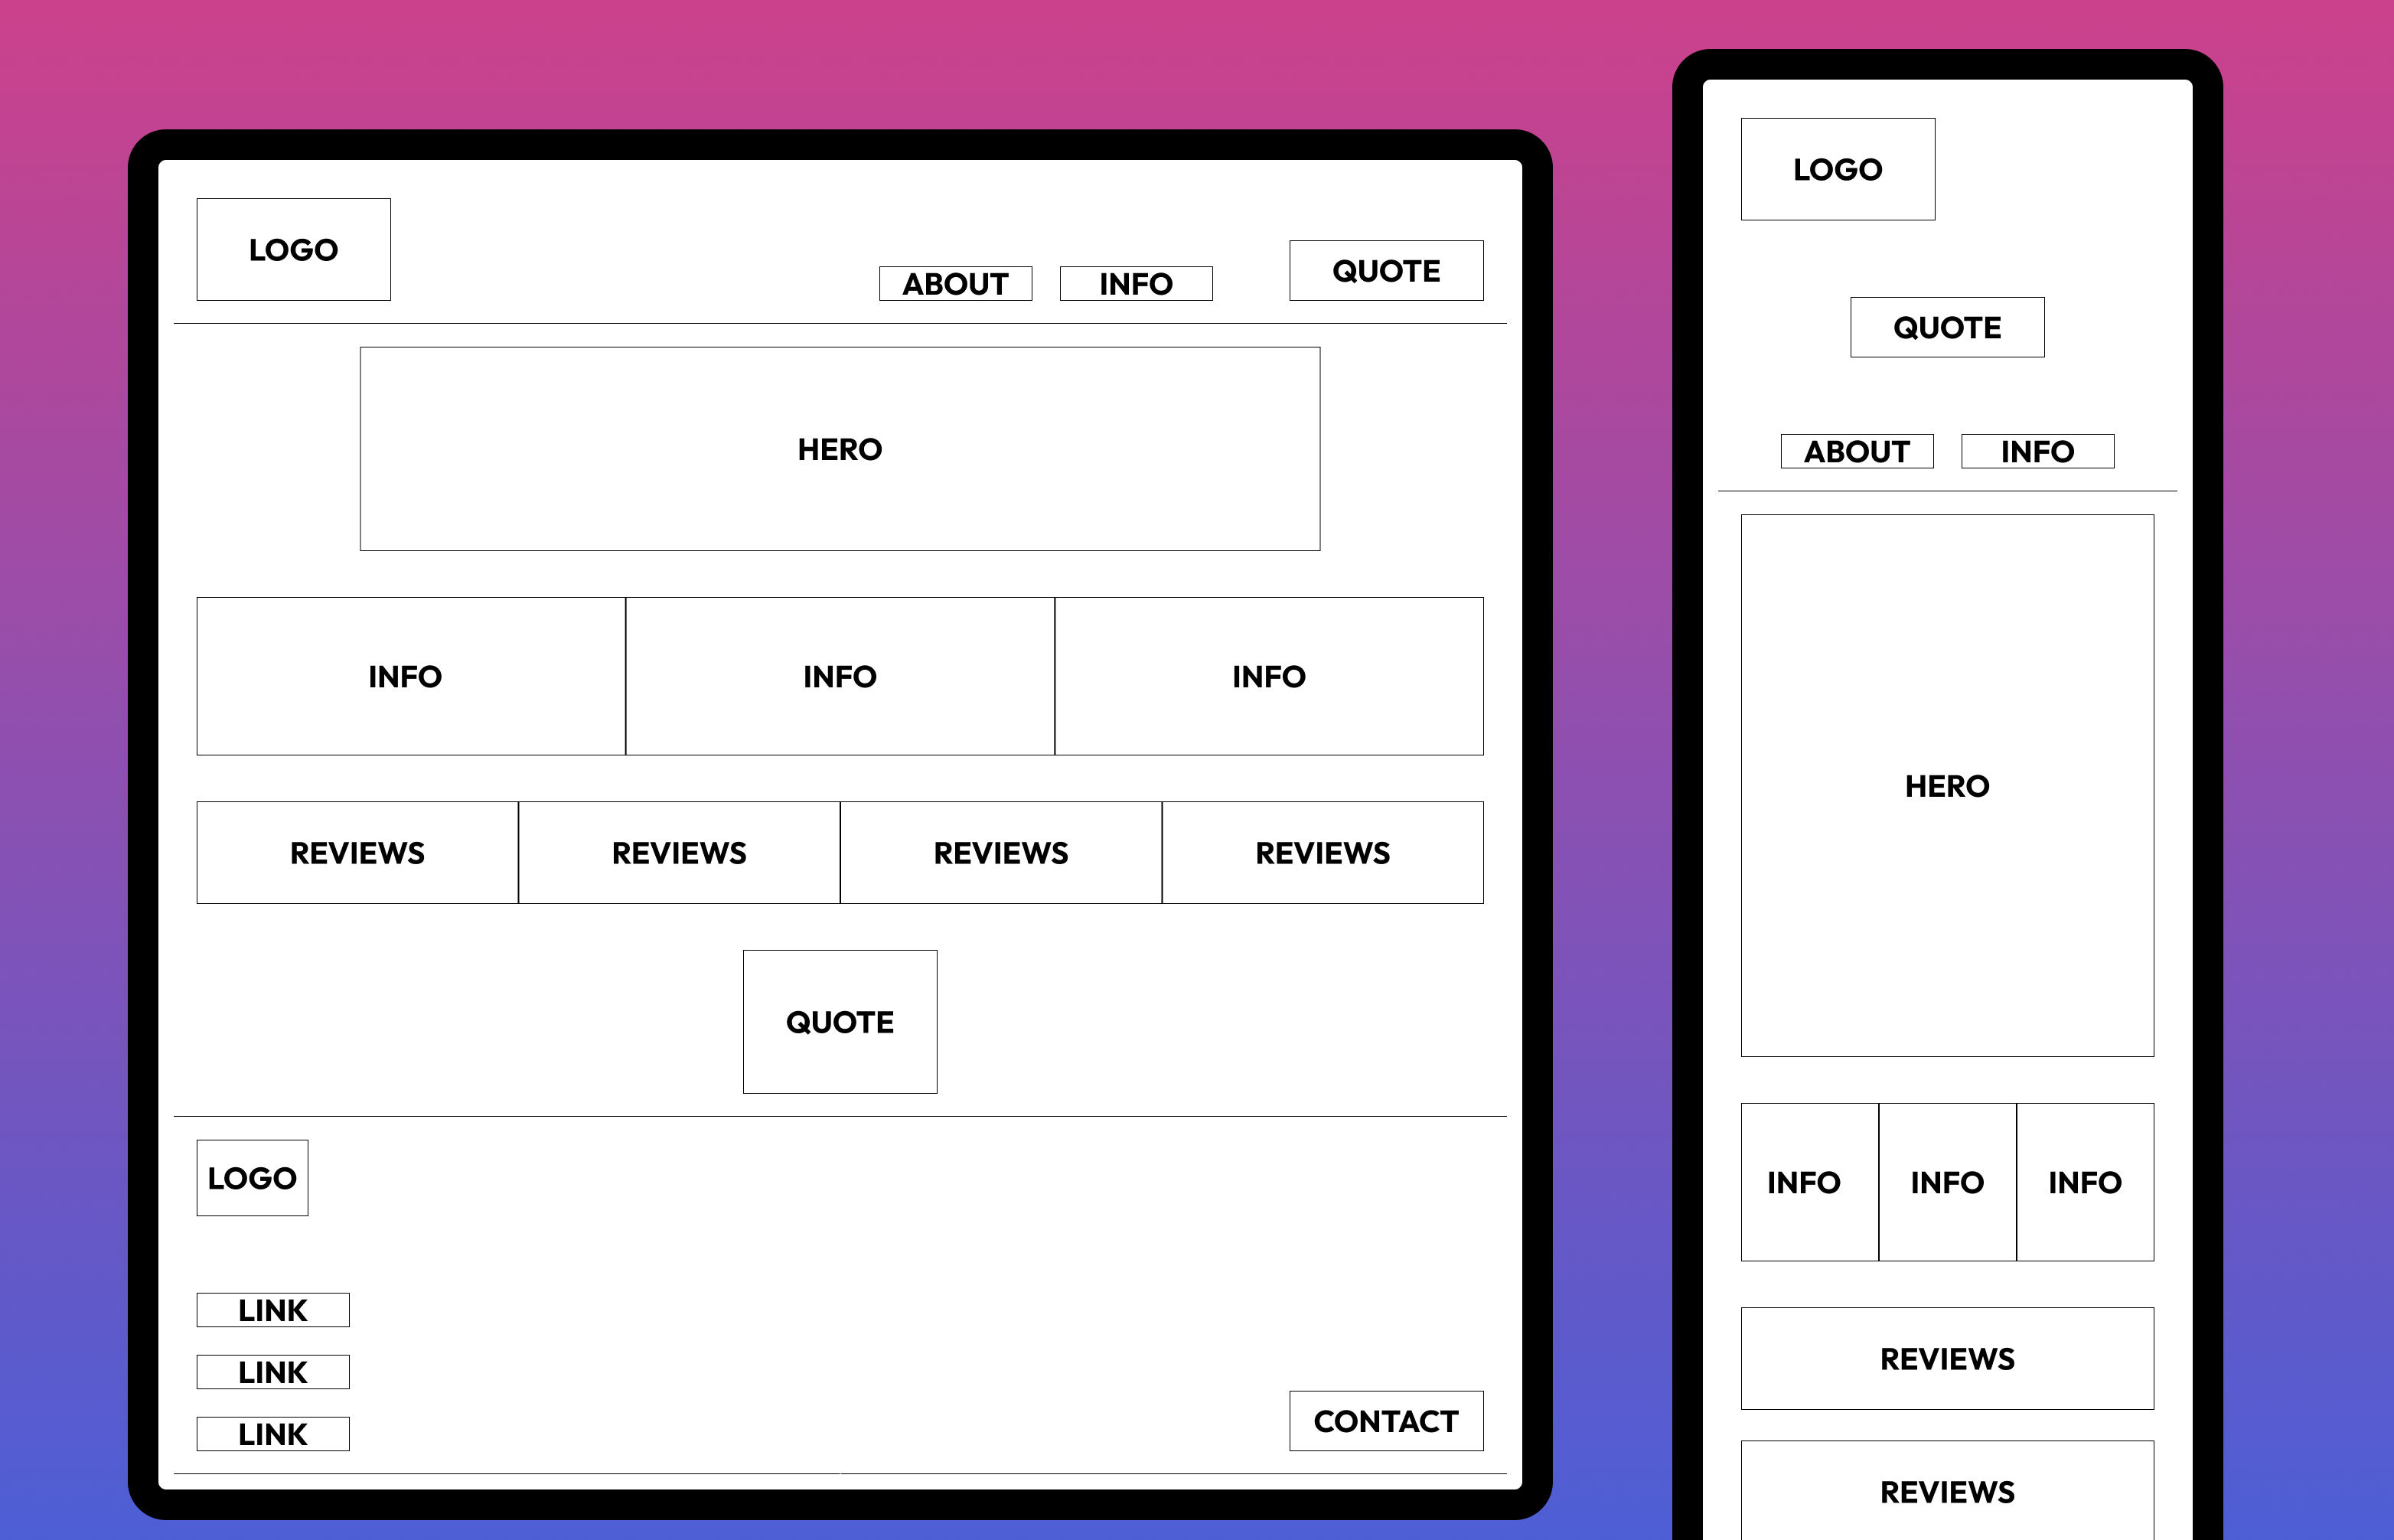 LOGO
ABOUT INFO QUOTE
HERO
INFO INFO INFO
REVIEWS REVIEWS REVIEWS REVIEWS
QUOTE
LOGO
LINK
LINK
LINK
CONTACT
LOGO
QUOTE
ABOUT INFO
HERO
INFO INFO INFO
REVIEWS
REVIEWS